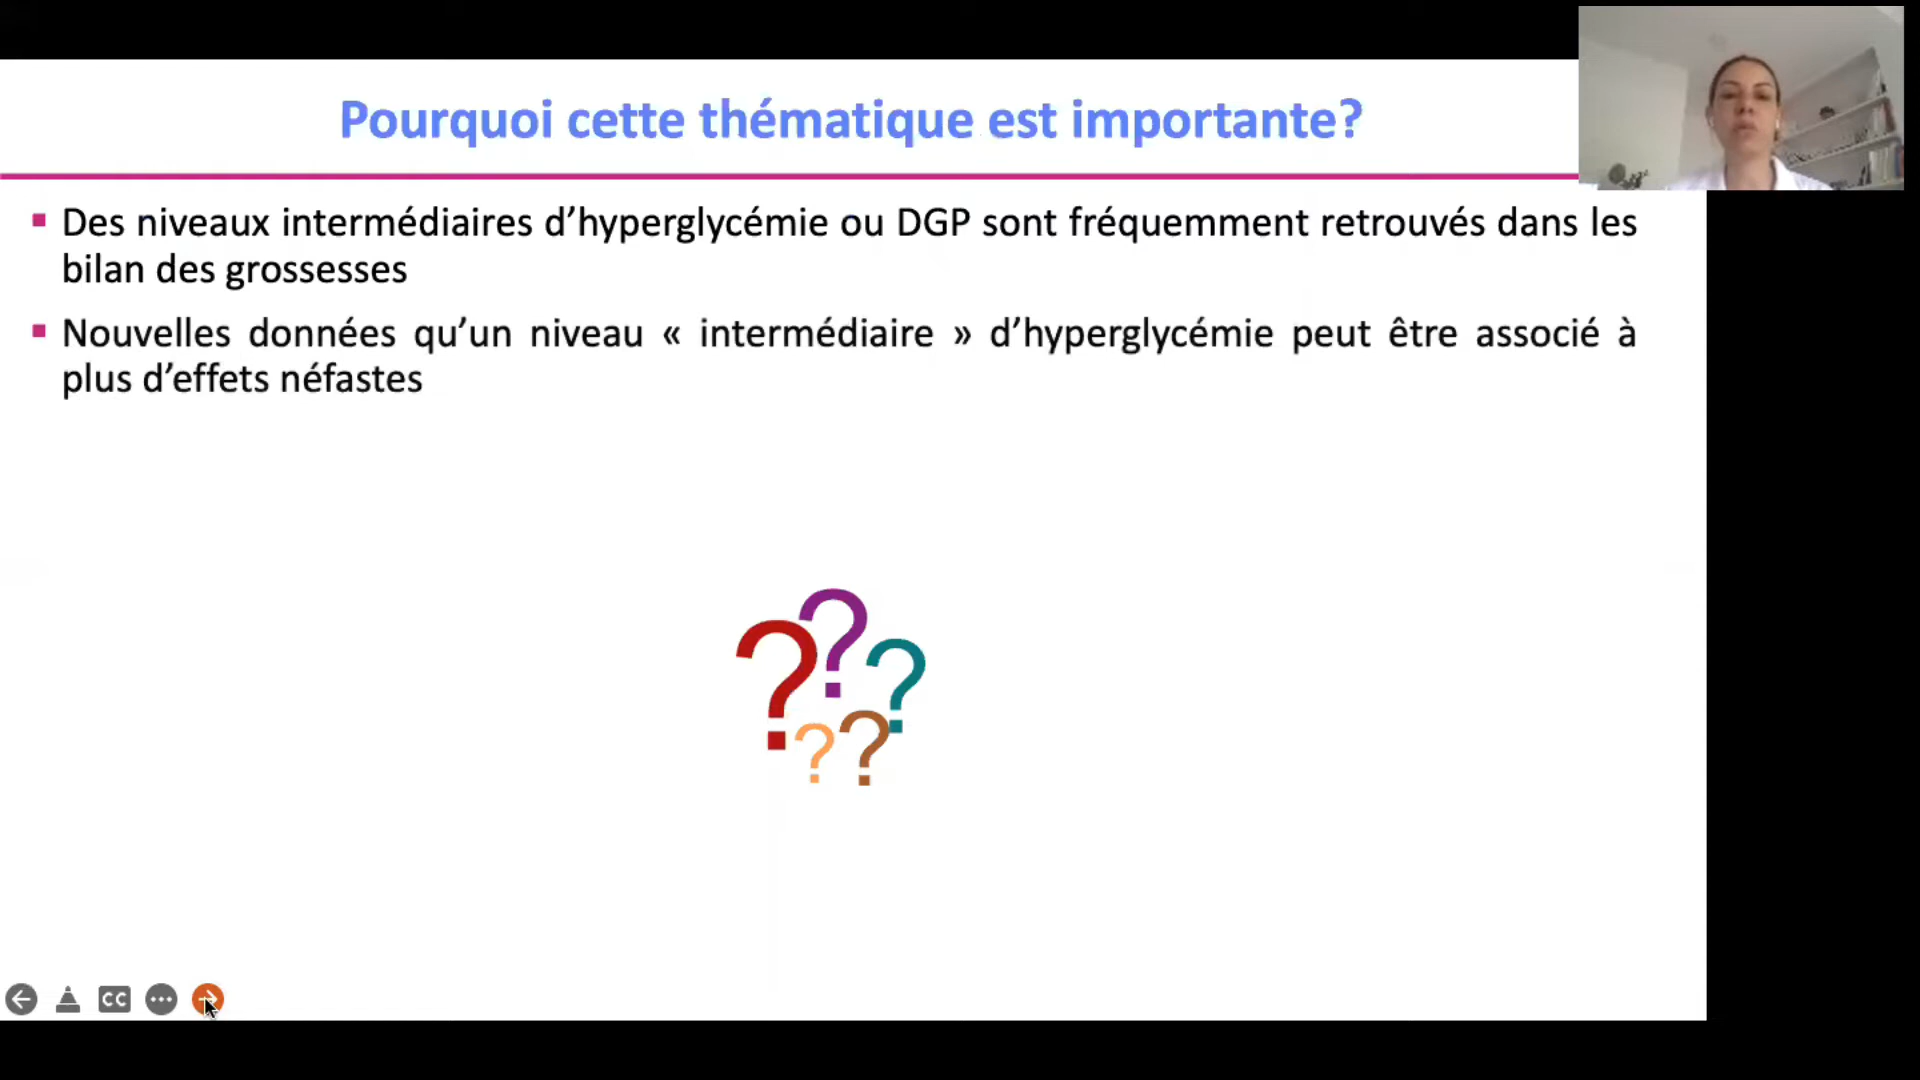 Pourquoi cette thématique est importante?
Des niveaux intermédiaires d’hyperglycémie ou DGP sont fréquemment retrouvés dans les
bilan des grossesses
Nouvelles données qu’un niveau « intermédiaire » d’hyperglycémie peut être associé à
plus d’effets néfastes
? ? ? ? ?
CC